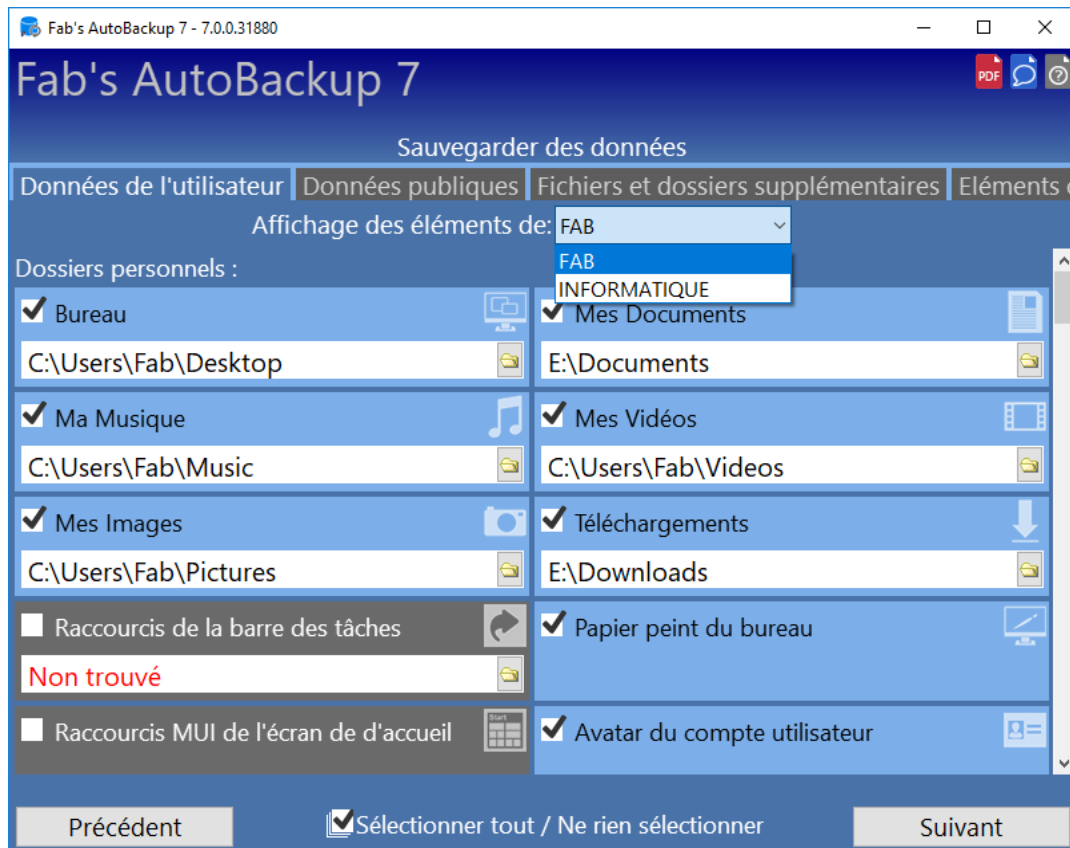 Fab's AutoBackup 7 - 7.0.0.31880
Fab's AutoBackup 7
PDF
?
Sauvegarder des données
Données de l'utilisateur
Données publiques
Fichiers et dossiers supplémentaires
Eléments
Affichage des éléments de:
FAB
FAB
INFORMATIQUE
Dossiers personnels :
Bureau
C:\Users\Fab\Desktop
Mes Documents
E:\Documents
Ma Musique
C:\Users\Fab\Music
Mes Vidéos
C:\Users\Fab\Videos
Mes Images
C:\Users\Fab\Pictures
Téléchargements
E:\Downloads
Raccourcis de la barre des tâches
Non trouvé
Papier peint du bureau
Raccourcis MUI de l'écran de d'accueil
Start
Avatar du compte utilisateur
Précédent
Sélectionner tout / Ne rien sélectionner
Suivant